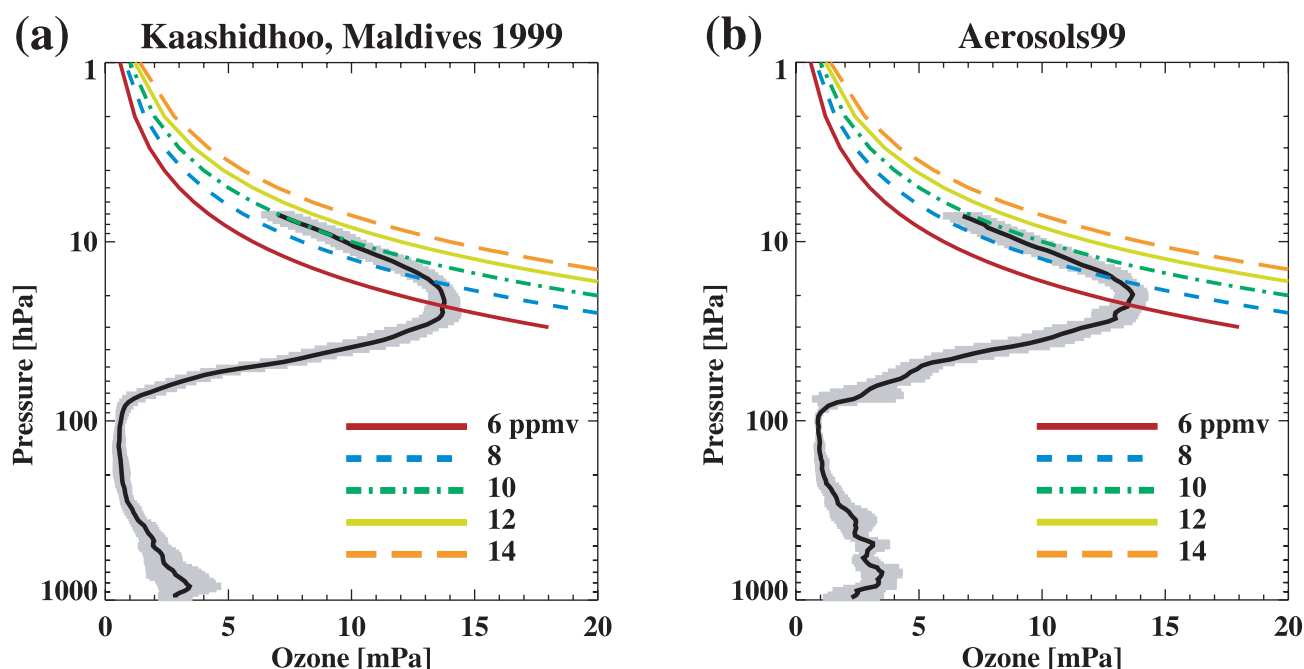 (a) Kaashidhoo, Maldives 1999
1
10
100
1000
Pressure [hPa]
6 ppmv
8
10
12
14
0 5 10 15 20
Ozone [mPa]
(b) Aerosols99
1
10
100
1000
Pressure [hPa]
6 ppmv
8
10
12
14
0 5 10 15 20
Ozone [mPa]